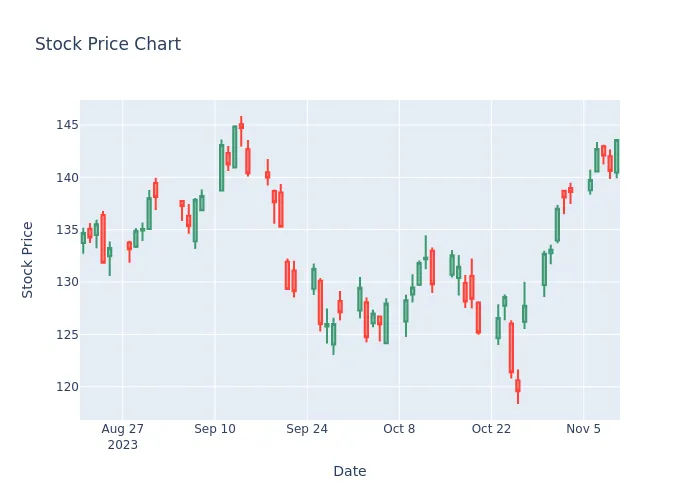 Stock Price Chart
145
140
135
130
125
120
Stock Price
Aug 27
2023
Sep 10
Sep 24
Oct 8
Oct 22
Nov 5
Date